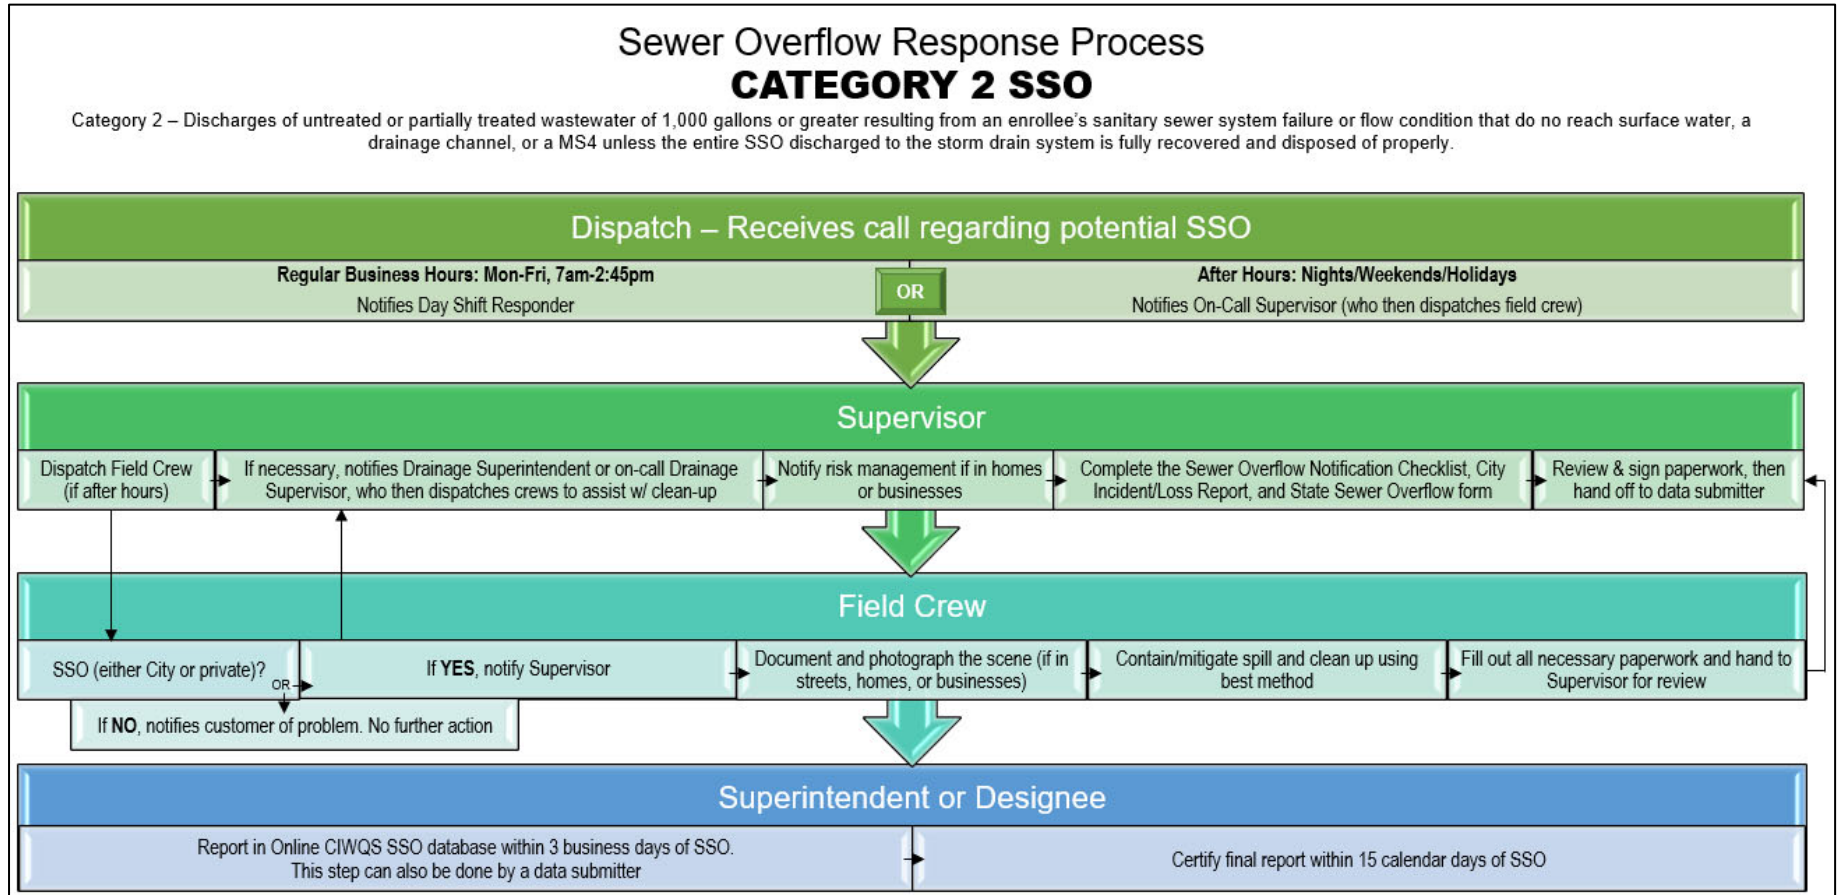 Sewer Overflow Response Process
CATEGORY 2 SSO
Category 2 – Discharges of untreated or partially treated wastewater of 1,000 gallons or greater resulting from an enrollee's sanitary sewer system failure or flow condition that do no reach surface water, a
drainage channel, or a MS4 unless the entire SSO discharged to the storm drain system is fully recovered and disposed of properly.
Dispatch – Receives call regarding potential SSO
Regular Business Hours: Mon-Fri, 7am-2:45pm
Notifies Day Shift Responder
OR
After Hours: Nights/Weekends/Holidays
Notifies On-Call Supervisor (who then dispatches field crew)
Supervisor
Dispatch Field Crew
(if after hours)
If necessary, notifies Drainage Superintendent or on-call Drainage
Supervisor, who then dispatches crews to assist w/ clean-up
Notify risk management if in homes
or businesses
Complete the Sewer Overflow Notification Checklist, City
Incident/Loss Report, and State Sewer Overflow form
Review & sign paperwork, then
hand off to data submitter
Field Crew
SSO (either City or private)?
OR
If YES, notify Supervisor
Document and photograph the scene (if in
streets, homes, or businesses)
Contain/mitigate spill and clean up using
best method
Fill out all necessary paperwork and hand to
Supervisor for review
If NO, notifies customer of problem. No further action
Superintendent or Designee
Report in Online CIWQS SSO database within 3 business days of SSO.
This step can also be done by a data submitter
Certify final report within 15 calendar days of SSO